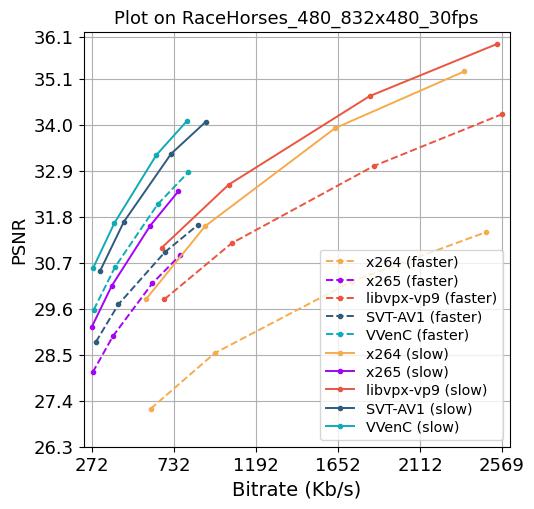 Plot on RaceHorses_480_832x480_30fps
36.1
35.1
34.0
32.9
31.8
30.7
29.6
28.5
27.4
26.3
PSNR
x264 (faster)
x265 (faster)
libvpx-vp9 (faster)
SVT-AV1 (faster)
VVenC (faster)
x264 (slow)
x265 (slow)
libvpx-vp9 (slow)
SVT-AV1 (slow)
VVenC (slow)
272 732 1192 1652 2112 2569
Bitrate (Kb/s)